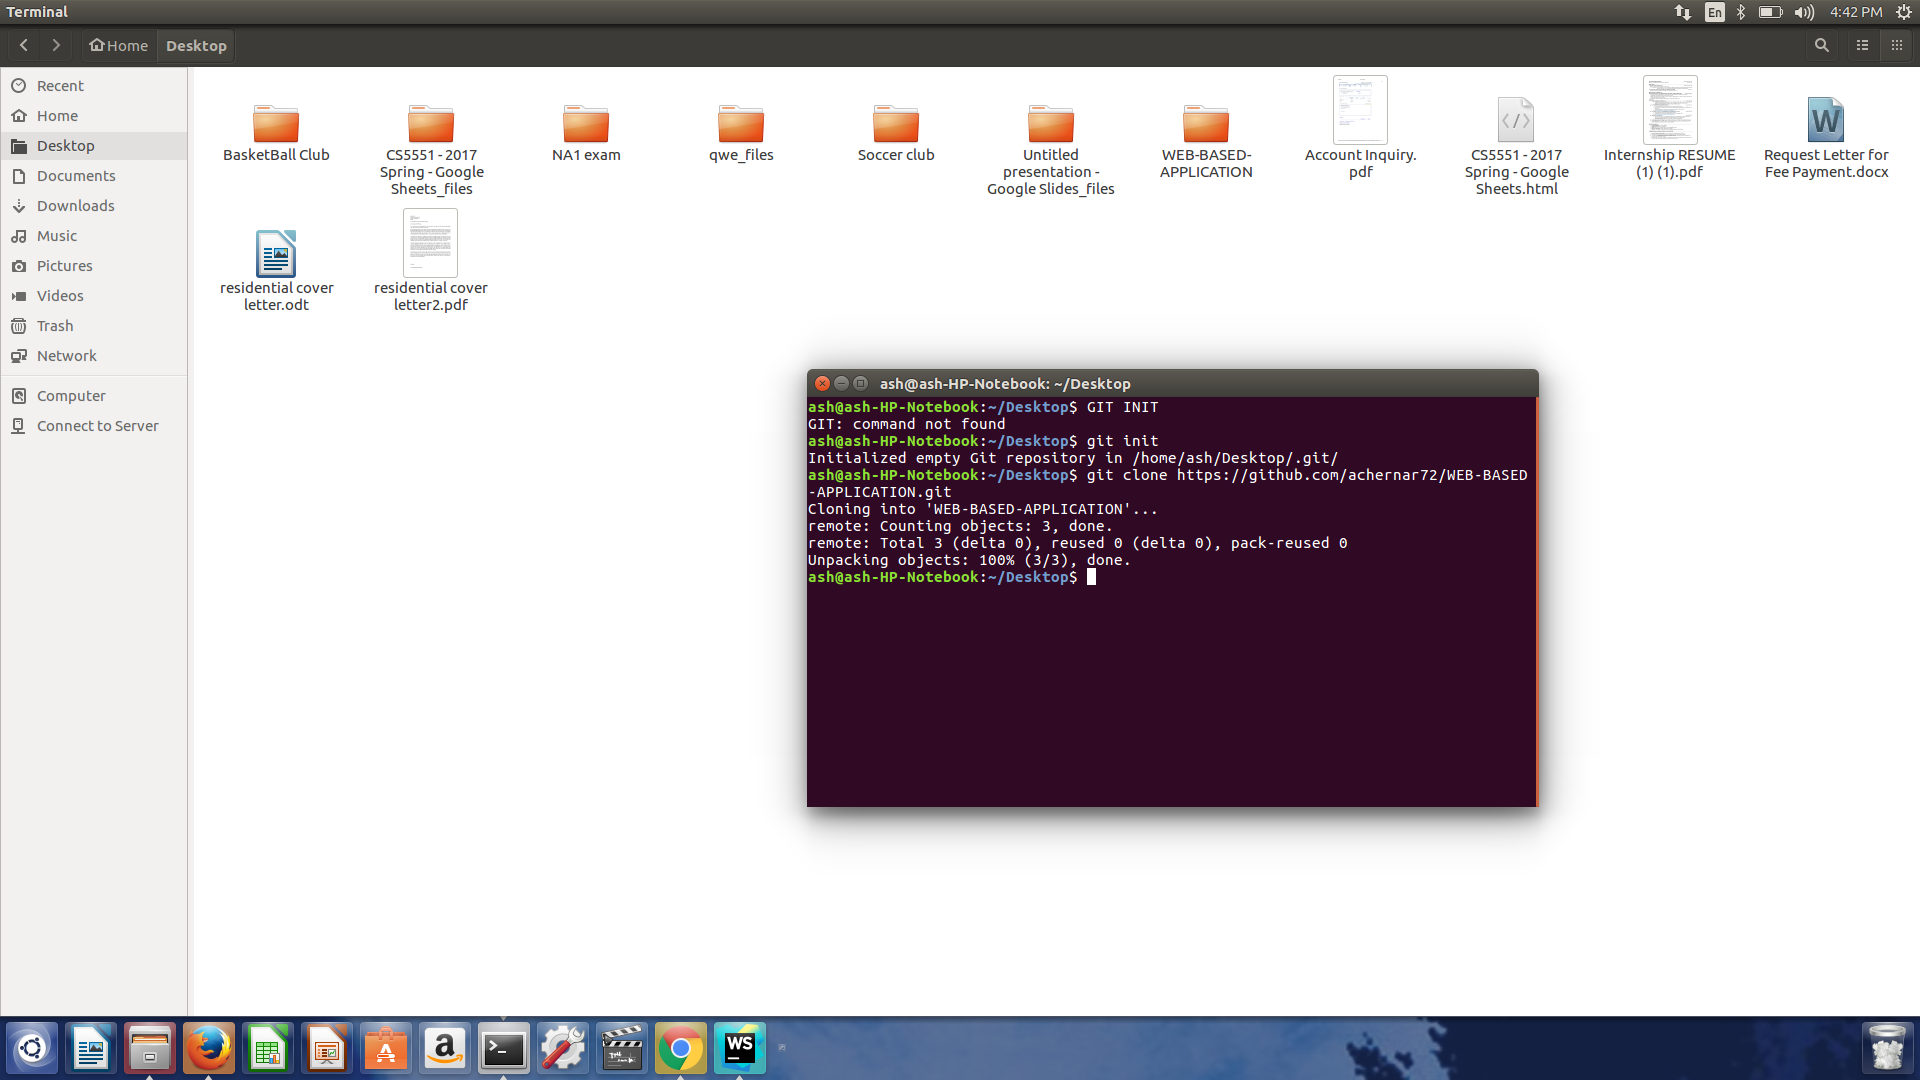 Terminal
En
4:42 PM
Home
Desktop
Recent
Home
Desktop
Documents
Downloads
Music
Pictures
Videos
Trash
Network
Computer
Connect to Server
BasketBall Club
CS5551 - 2017
Spring - Google
Sheets_files
NA1 exam
qwe_files
Soccer club
Untitled
presentation -
Google Slides_files
WEB-BASED-
APPLICATION
Account Inquiry.
pdf
CS5551 - 2017
Spring - Google
Sheets.html
Internship RESUME
(1) (1).pdf
W
Request Letter for
Fee Payment.docx
residential cover
letter.odt
residential cover
letter2.pdf
ash@ash-HP-Notebook: ~/Desktop
ash@ash-HP-Notebook:~/Desktop$ GIT INIT
GIT: command not found
ash@ash-HP-Notebook:~/Desktop$ git init
Initialized empty Git repository in /home/ash/Desktop/.git/
ash@ash-HP-Notebook:~/Desktop$ git clone https://github.com/achernar72/WEB-BASED
-APPLICATION.git
Cloning into 'WEB-BASED-APPLICATION'...
remote: Counting objects: 3, done.
remote: Total 3 (delta 0), reused 0 (delta 0), pack-reused 0
Unpacking objects: 100% (3/3), done.
ash@ash-HP-Notebook:~/Desktop$
a
>_
WS